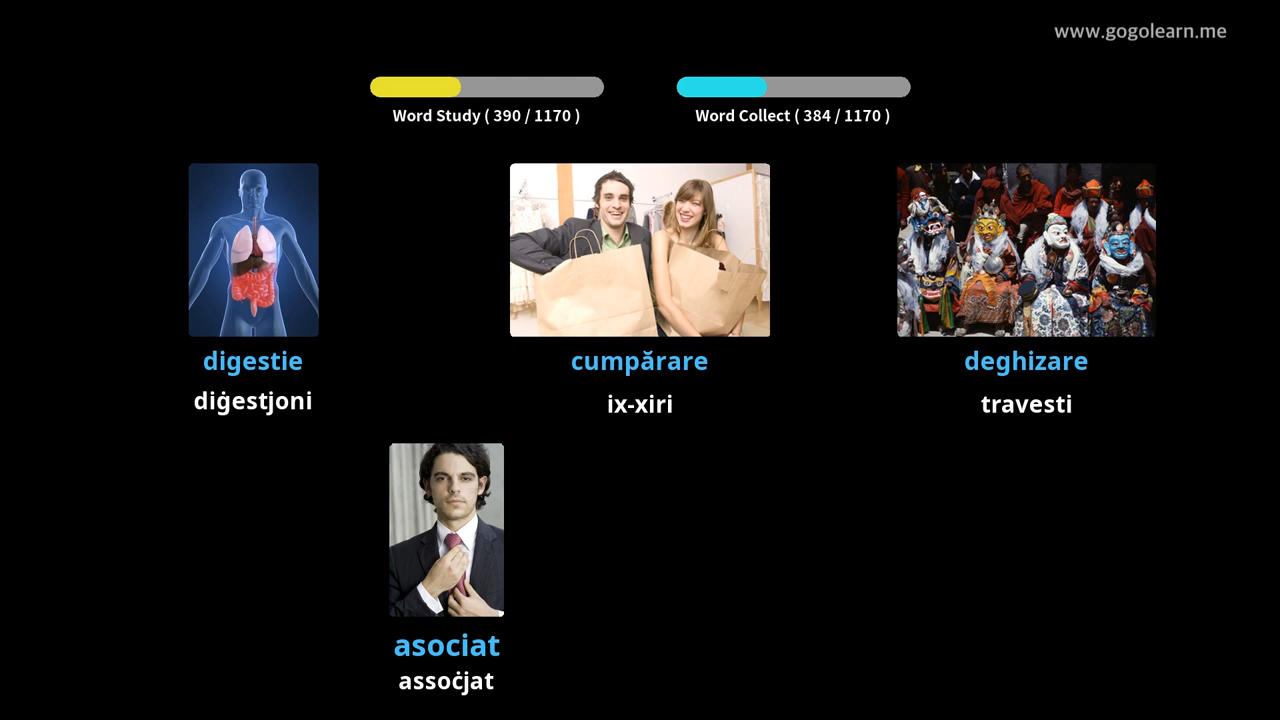 www.gogolearn.me
Word Study ( 390 / 1170 )
Word Collect ( 384 / 1170 )
digestie
cumpărare
deghizare
diġestjoni
ix-xiri
travesti
asociat
assoċjat